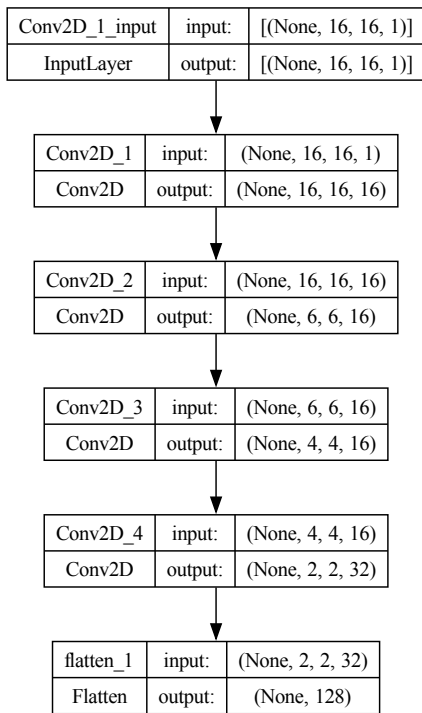 Conv2D_1_input input: [(None, 16, 16, 1)]
InputLayer output: [(None, 16, 16, 1)]
Conv2D_1 input: (None, 16, 16, 1)
Conv2D output: (None, 16, 16, 16)
Conv2D_2 input: (None, 16, 16, 16)
Conv2D output: (None, 6, 6, 16)
Conv2D_3 input: (None, 6, 6, 16)
Conv2D output: (None, 4, 4, 16)
Conv2D_4 input: (None, 4, 4, 16)
Conv2D output: (None, 2, 2, 32)
flatten_1 input: (None, 2, 2, 32)
Flatten output: (None, 128)